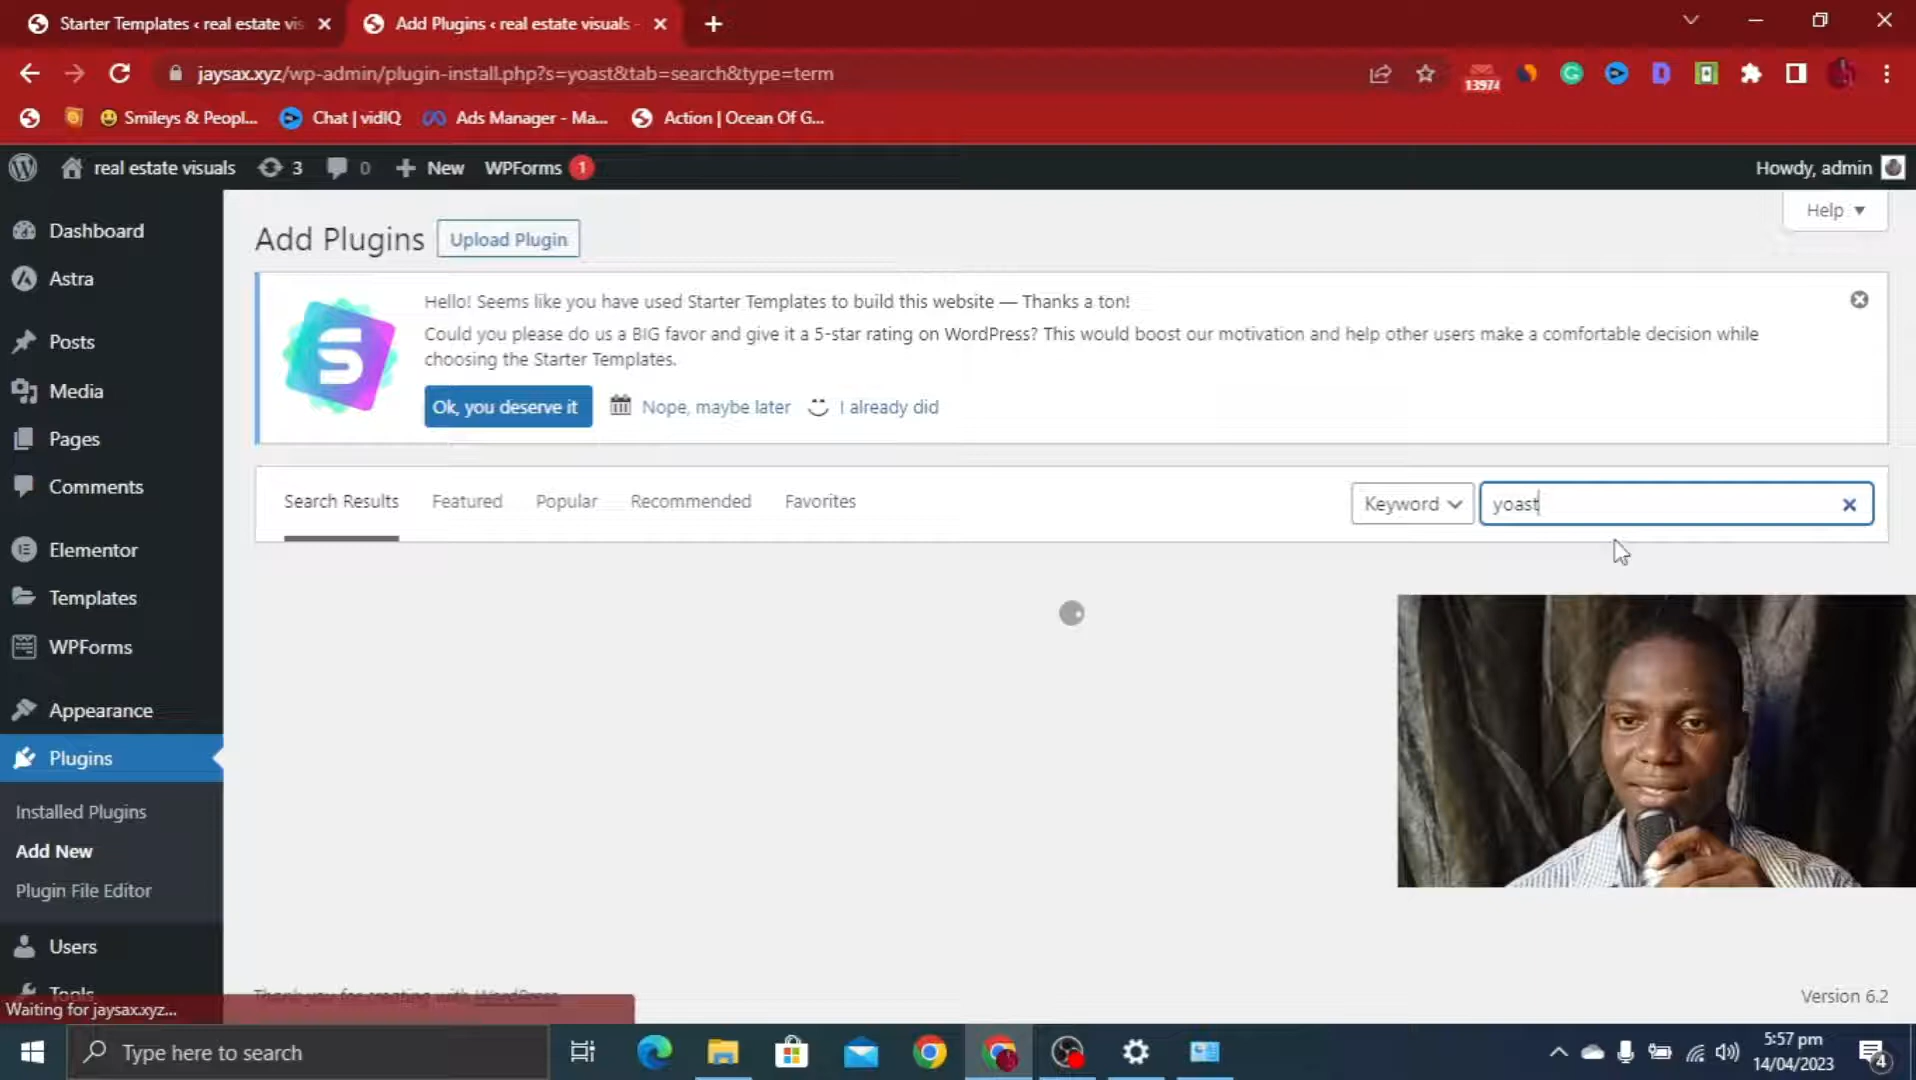 Starter Templates ‹ real estate vis
Add Plugins ‹ real estate visuals -
jaysax.xyz/wp-admin/plugin-install.php?s=yoast&tab=search&type=term
13974
Smileys & Peopl...
Chat | vidIQ
Ads Manager - Ma...
Action | Ocean Of G...
real estate visuals
3
0
New
WPForms 1
Howdy, admin
Help
Dashboard
Astra
Posts
Media
Pages
Comments
Elementor
Templates
WPForms
Appearance
Plugins
Installed Plugins
Add New
Plugin File Editor
Users
Tools
Add Plugins
Upload Plugin
Hello! Seems like you have used Starter Templates to build this website — Thanks a ton!
Could you please do us a BIG favor and give it a 5-star rating on WordPress? This would boost our motivation and help other users make a comfortable decision while
choosing the Starter Templates.
Ok, you deserve it
Nope, maybe later
I already did
Search Results
Featured
Popular
Recommended
Favorites
Keyword
yoast
Thank you for creating with WordPress.
Version 6.2
Waiting for jaysax.xyz...
Type here to search
5:57 pm
14/04/2023
4